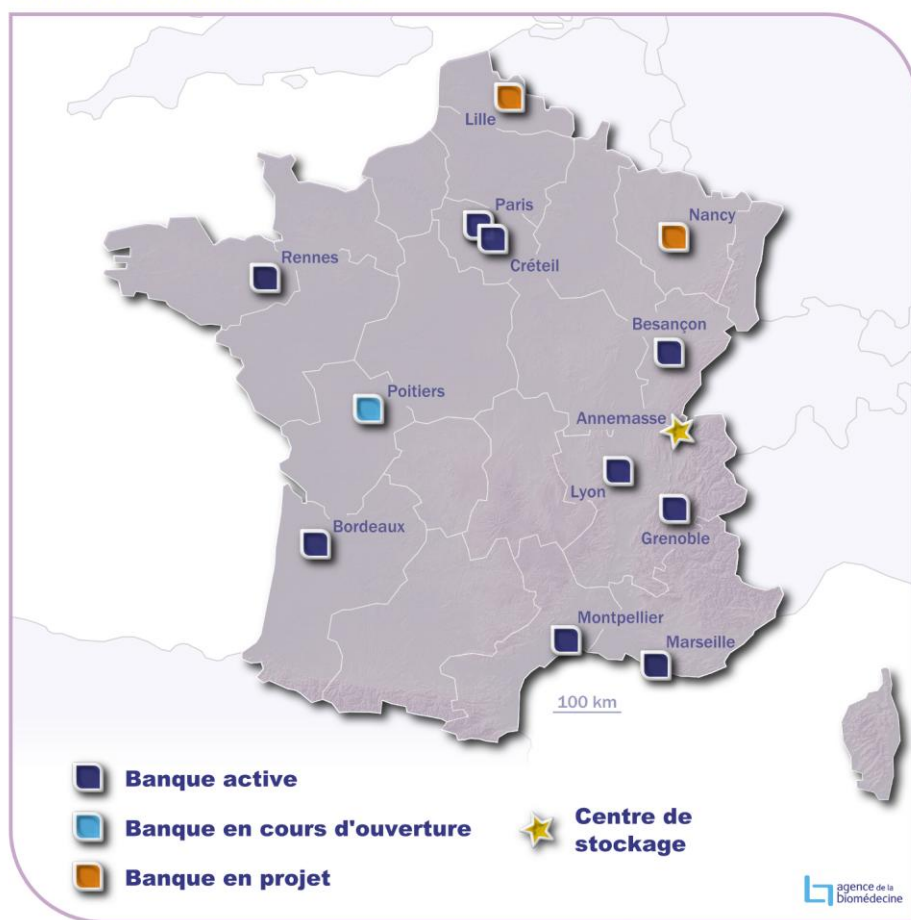 Lille
Paris
Nancy
Rennes
Créteil
Besançon
Poitiers
Annemasse
Lyon
Bordeaux
Grenoble
Montpellier
Marseille
100 km
Banque active
Banque en cours d'ouverture
Banque en projet
Centre de
stockage
agence de la
biomédecine